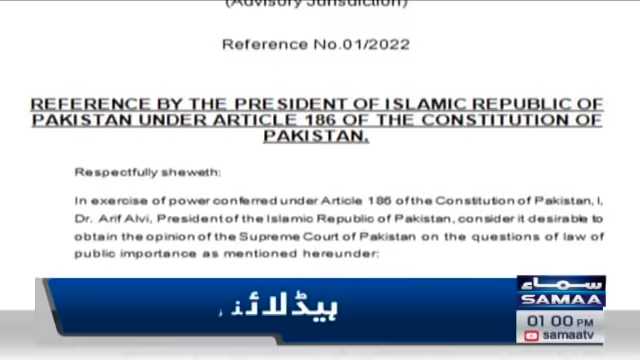 (Advisory Jurisdiction)
Reference No.01/2022
REFERENCE BY THE PRESIDENT OF ISLAMIC REPUBLIC OF
PAKISTAN UNDER ARTICLE 186 OF THE CONSTITUTION OF
PAKISTAN.
Respectfully sheweth:
In exercise of power conferred under Article 186 of the Constitution of Pakistan, I,
Dr. Arif Alvi, President of the Islamic Republic of Pakistan, consider it desirable to
obtain the opinion of the Supreme Court of Pakistan on the questions of law of
public importance as mentioned hereunder:
سماء
SAMAA
01:00 PM
samaatv